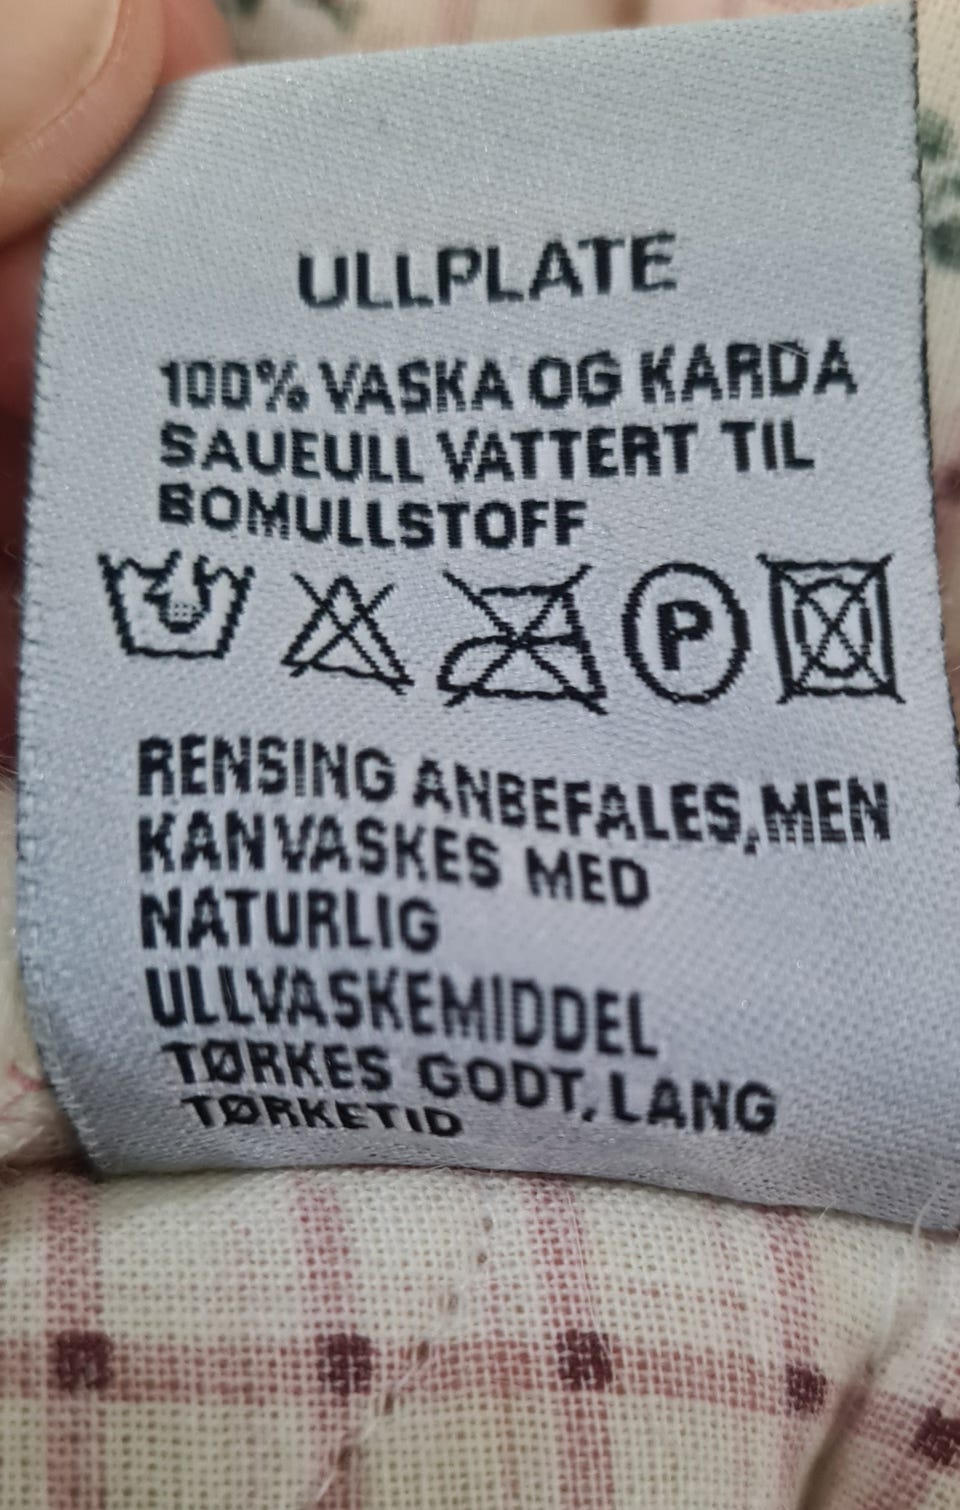 ULLPLATE
100% VASKA OG KARDA
SAUEULL VATTERT TIL
BOMULLSTOFF
P
RENSING ANBEFALES, MEN
KAN VASKES MED
NATURLIG
ULLVASKEMIDDEL
TØRKES GODT, LANG
TØRKETID